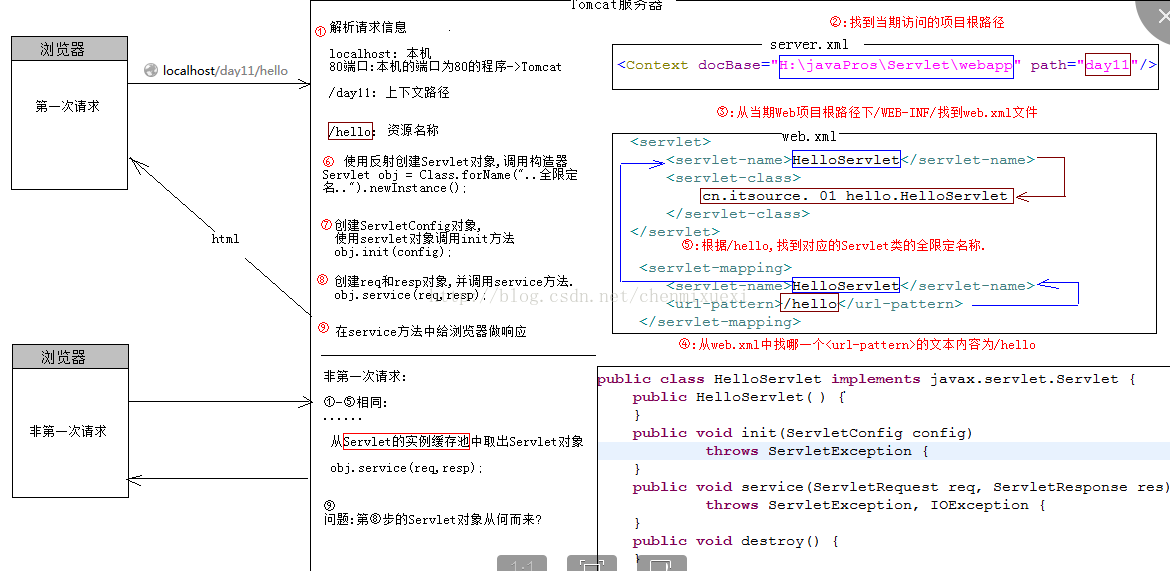 Tomcat服务器
浏览器
第一次请求
localhost/day11/hello
html
浏览器
非第一次请求
① 解析请求信息
localhost: 本机
80端口:本机的端口为80的程序->Tomcat
/day11: 上下文路径
/hello: 资源名称
⑥ 使用反射创建Servlet对象,调用构造器
Servlet obj = Class.forName("..全限定
名..").newInstance();
⑦ 创建ServletConfig对象,
使用servlet对象调用init方法
obj.init(config);
⑧ 创建req和resp对象,并调用service方法.
obj.service(req,resp);
⑨ 在service方法中给浏览器做响应
非第一次请求:
①-⑤相同:
......
从Servlet的实例缓存池中取出Servlet对象
obj.service(req,resp);
⑨
问题:第⑧步的Servlet对象从何而来?
②:找到当期访问的项目根路径
server.xml
<Context docBase="H:\javaPros\Servlet\webapp" path="day11"/>
③:从当期Web项目根路径下/WEB-INF/找到web.xml文件
web.xml
<servlet>
<servlet-name>HelloServlet</servlet-name>
<servlet-class>
cn.itsource. 01 hello.HelloServlet
</servlet-class>
</servlet>
⑤:根据/hello,找到对应的Servlet类的全限定名称.
<servlet-mapping>
<servlet-name>HelloServlet</servlet-name>
<url-pattern>/hello</url-pattern>
</servlet-mapping>
④:从web.xml中找哪一个<url-pattern>的文本内容为/hello
public class HelloServlet implements javax.servlet.Servlet {
public HelloServlet() {
}
public void init(ServletConfig config)
throws ServletException {
}
public void service(ServletRequest req, ServletResponse res)
throws ServletException, IOException {
}
public void destroy() {
}
1:1